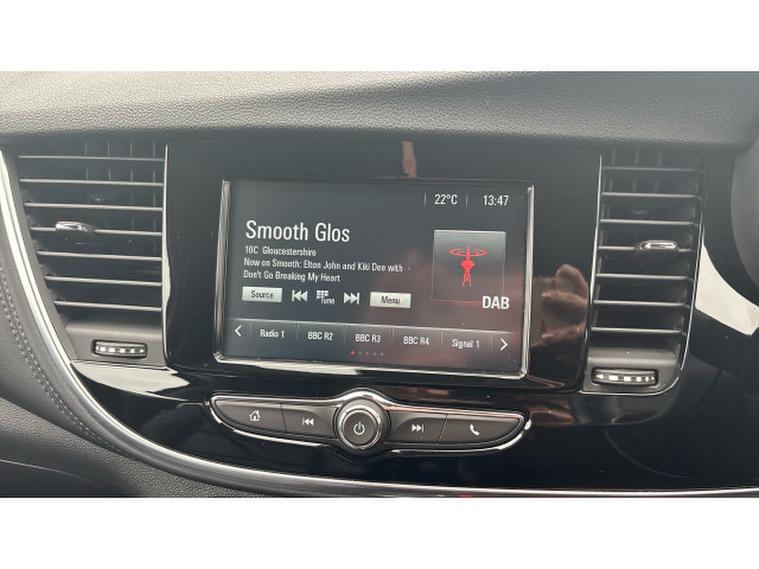 22°C 13:47
Smooth Glos
10C Gloucestershire
Now on Smooth: Elton John and Kiki Dee with
Don't Go Breaking My Heart
Source Tune Menu
DAB
Radio 1 BBC R2 BBC R3 BBC R4 Signal 1